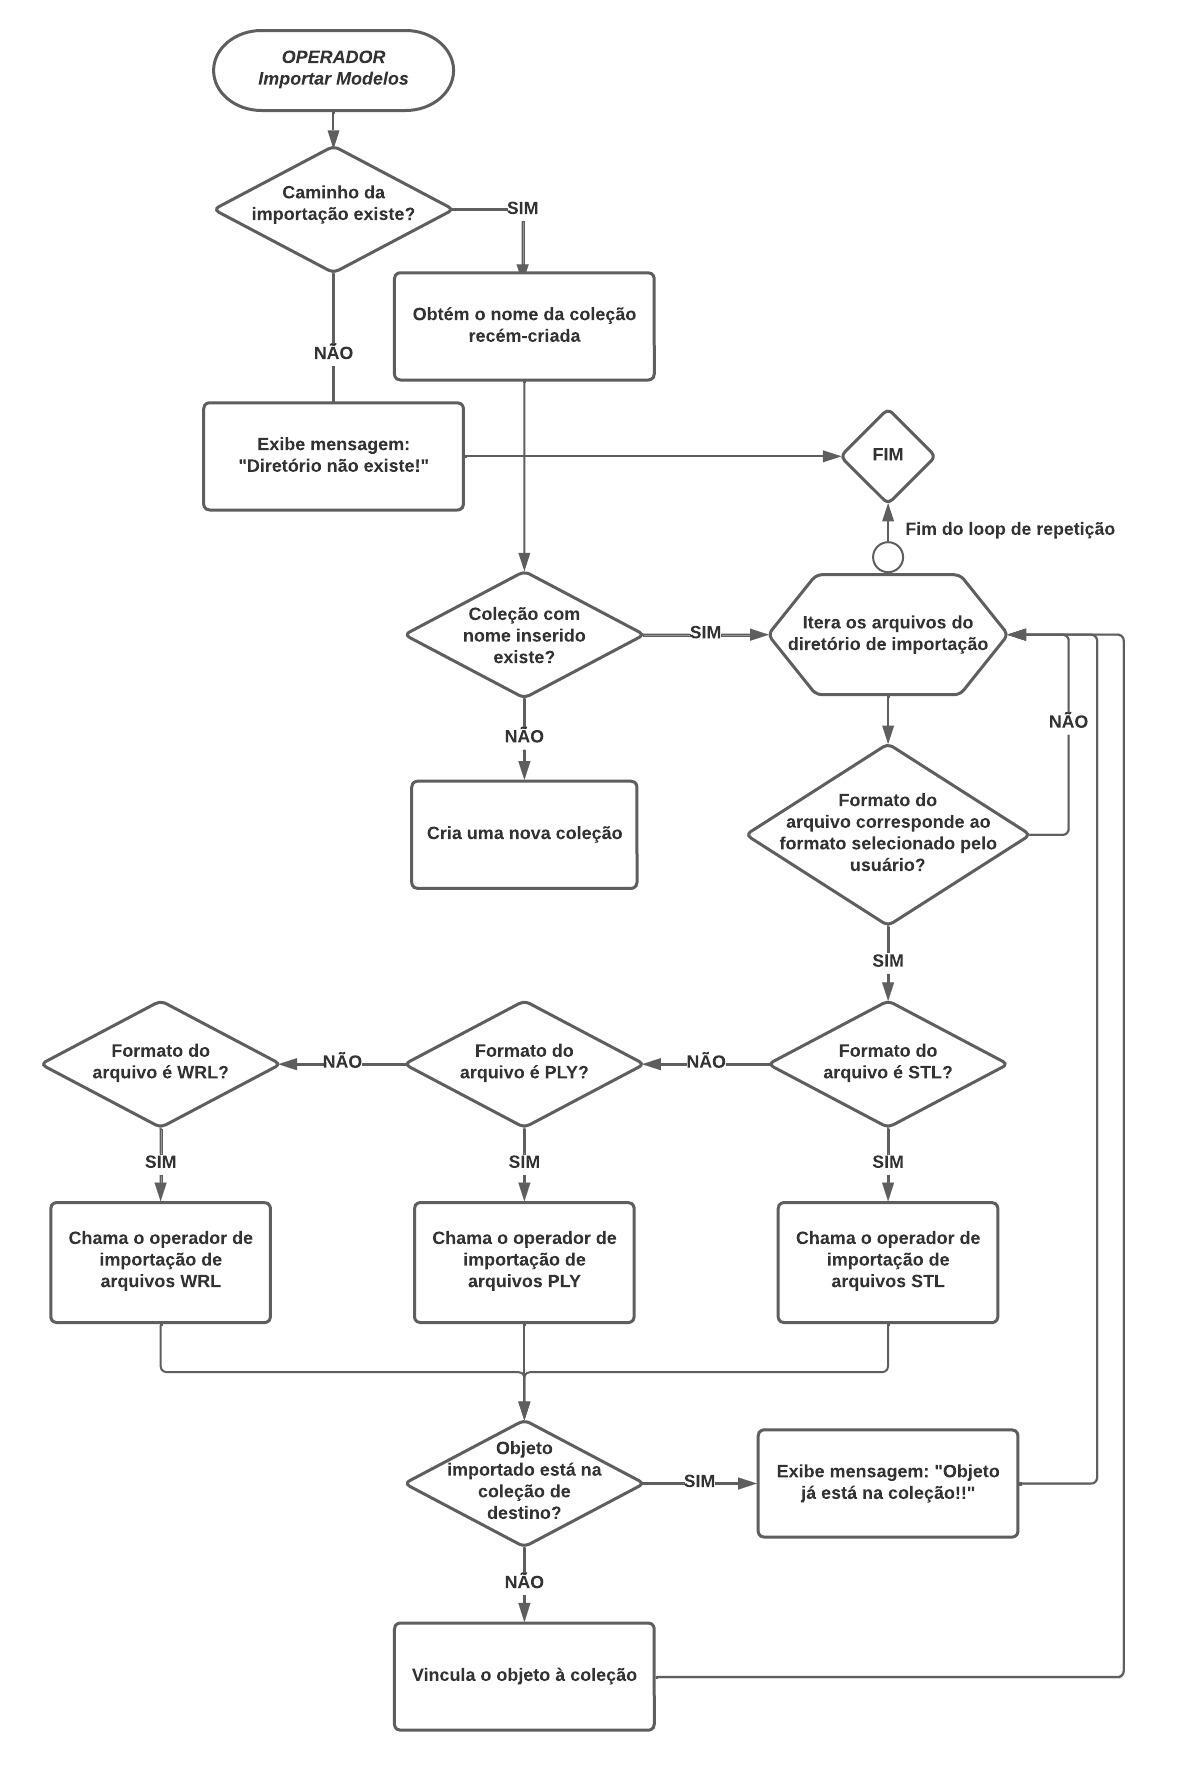 OPERADOR
Importar Modelos
Caminho da
importação existe?
SIM
Obtém o nome da coleção
recém-criada
NÃO
Exibe mensagem:
"Diretório não existe!"
FIM
Fim do loop de repetição
Coleção com
nome inserido
existe?
SIM
Itera os arquivos do
diretório de importação
NÃO
NÃO
Cria uma nova coleção
Formato do
arquivo corresponde ao
formato selecionado pelo
usuário?
SIM
Formato do
arquivo é WRL?
NÃO
Formato do
arquivo é PLY?
NÃO
Formato do
arquivo é STL?
SIM
SIM
SIM
Chama o operador de
importação de
arquivos WRL
Chama o operador de
importação de
arquivos PLY
Chama o operador de
importação de
arquivos STL
Objeto
importado está na
coleção de
destino?
SIM
Exibe mensagem: "Objeto
já está na coleção!!"
NÃO
Vincula o objeto à coleção